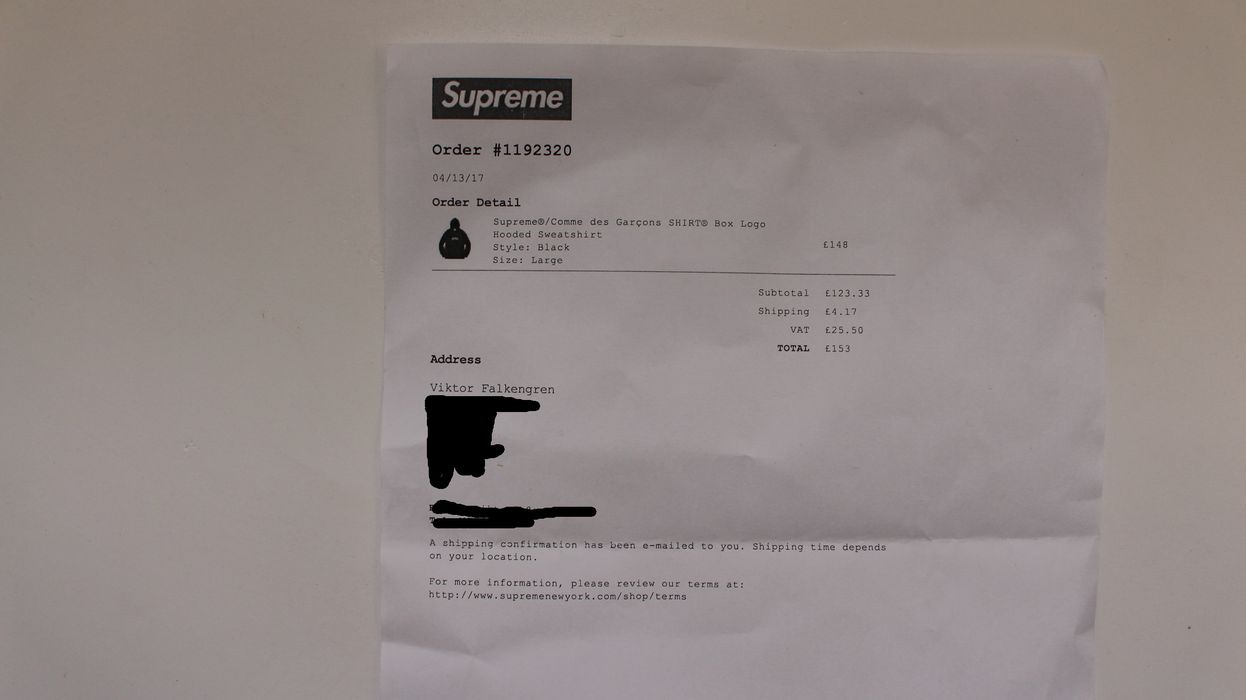 Supreme
Order #1192320
04/13/17
Order Detail
Supreme®/Comme des Garçons SHIRT® Box Logo
Hooded Sweatshirt
Style: Black
Size: Large
£148
Subtotal £123.33
Shipping £4.17
VAT £25.50
TOTAL £153
Address
Viktor Falkengren
A shipping confirmation has been e-mailed to you. Shipping time depends
on your location.
For more information, please review our terms at:
http://www.supremenewyork.com/shop/terms